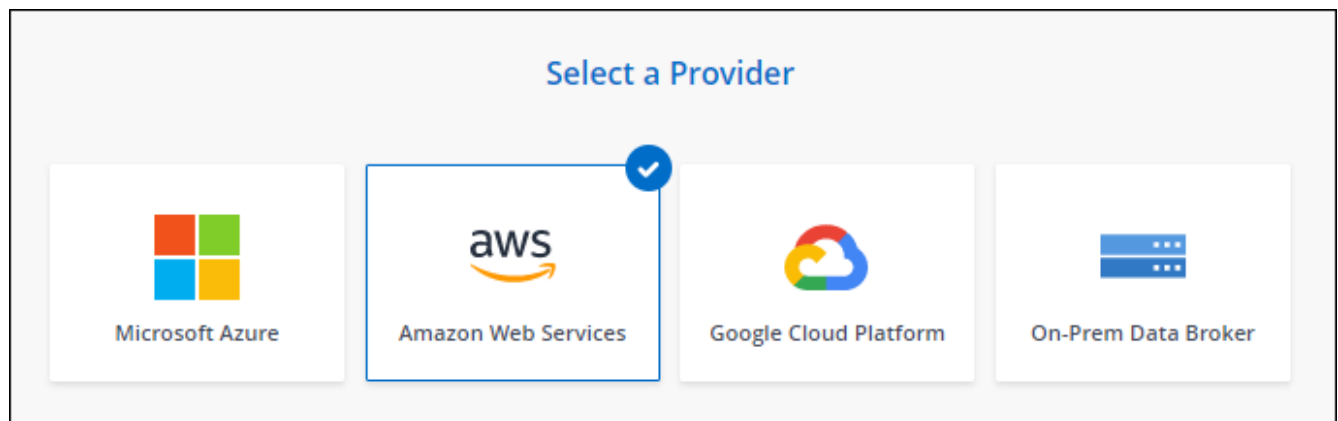 Select a Provider
aws
Microsoft Azure
Amazon Web Services
Google Cloud Platform
On-Prem Data Broker